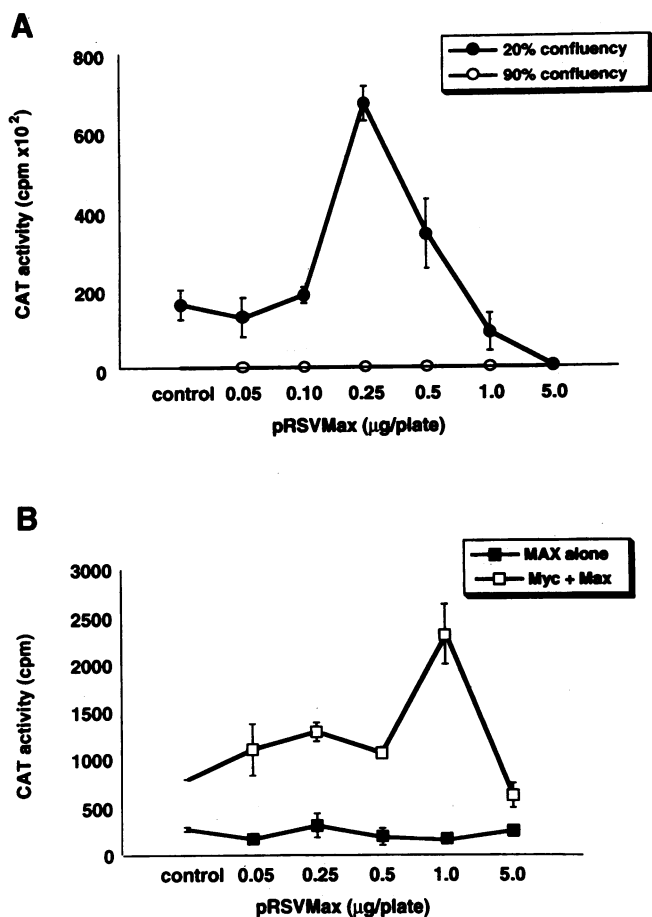 A
20% confluency
90% confluency
CAT activity (cpm x10²)
800
600
400
200
0
control 0.05 0.10 0.25 0.5 1.0 5.0
pRSVMax (μg/plate)
B
MAX alone
Myc + Max
CAT activity (cpm)
3000
2500
2000
1500
1000
500
0
control 0.05 0.25 0.5 1.0 5.0
pRSVMax (μg/plate)